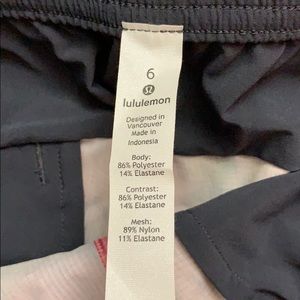 6
lululemon
Designed in
Vancouver
Made in
Indonesia
Body:
86% Polyester
14% Elastane
Contrast:
86% Polyester
14% Elastane
Mesh:
89% Nylon
11% Elastane